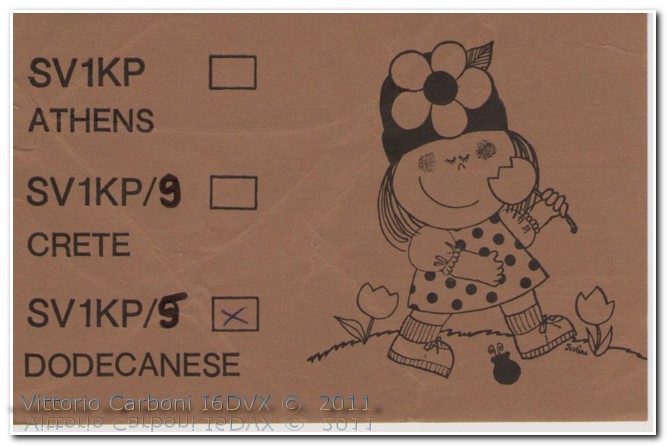 SV1KP
ATHENS
SV1KP/9
CRETE
SV1KP/5
DODECANESE
Vittorio Carboni I6DVX © 2011